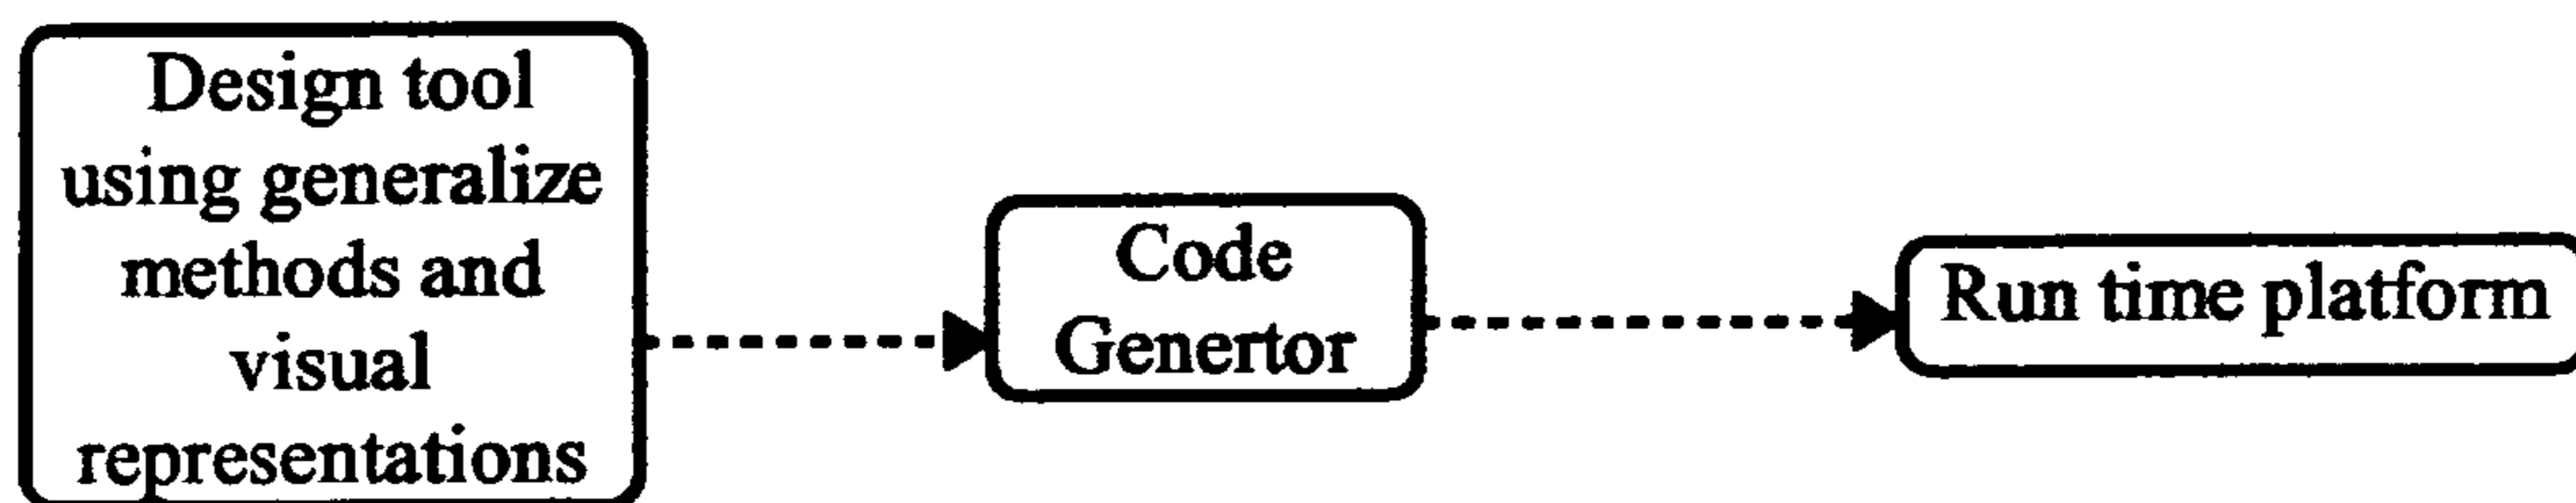 Design tool
using generalize
methods and
visual
representations
Code
Genertor
Run time platform